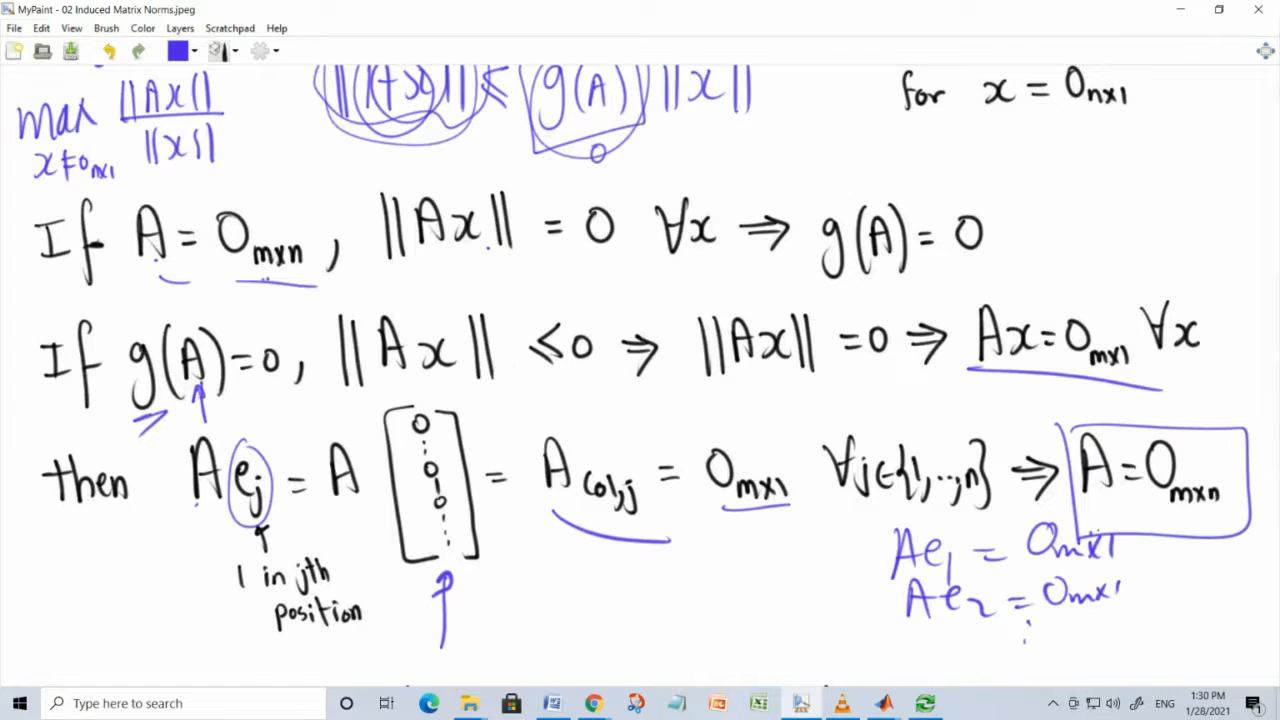 MyPaint - 02 Induced Matrix Norms.jpeg
File Edit View Brush Color Layers Scratchpad Help
max ||Ax|| / ||x||
x≠0nx1
≤ g(A) ||x||
0
for x = 0nx1
If A = 0mxn, ||Ax|| = 0 ∀x ⇒ g(A) = 0
If g(A) = 0, ||Ax|| ≤ 0 ⇒ ||Ax|| = 0 ⇒ Ax = 0mx1 ∀x
then Aej = A [0 ⋮ 0 1 0 ⋮] = Acol,j = 0mx1 ∀j∈{1,...,n} ⇒ A = 0mxn
1 in jth
position
Ae1 = 0mx1
Ae2 = 0mx1
⋮
Type here to search
ENG
1:30 PM
1/28/2021